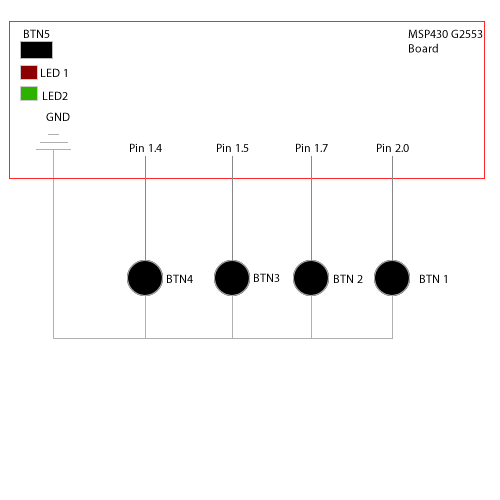 BTN5
MSP430 G2553
Board
LED 1
LED2
GND
Pin 1.4
Pin 1.5
Pin 1.7
Pin 2.0
BTN4
BTN3
BTN 2
BTN 1